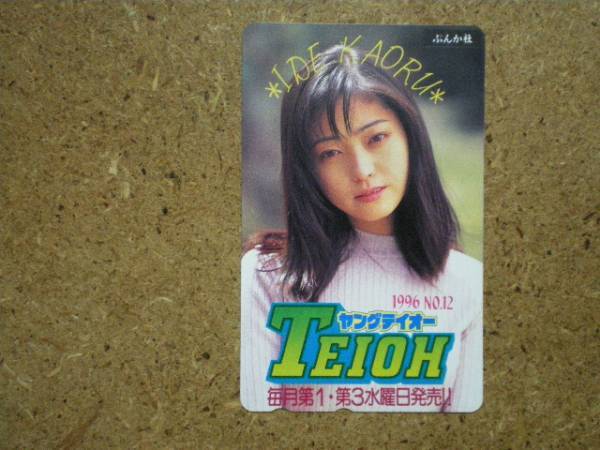 ぶんか社
*IDE KAORU*
1996 NO.12
ヤングテイオー
TEIOH
毎月第1・第3水曜日発売!!